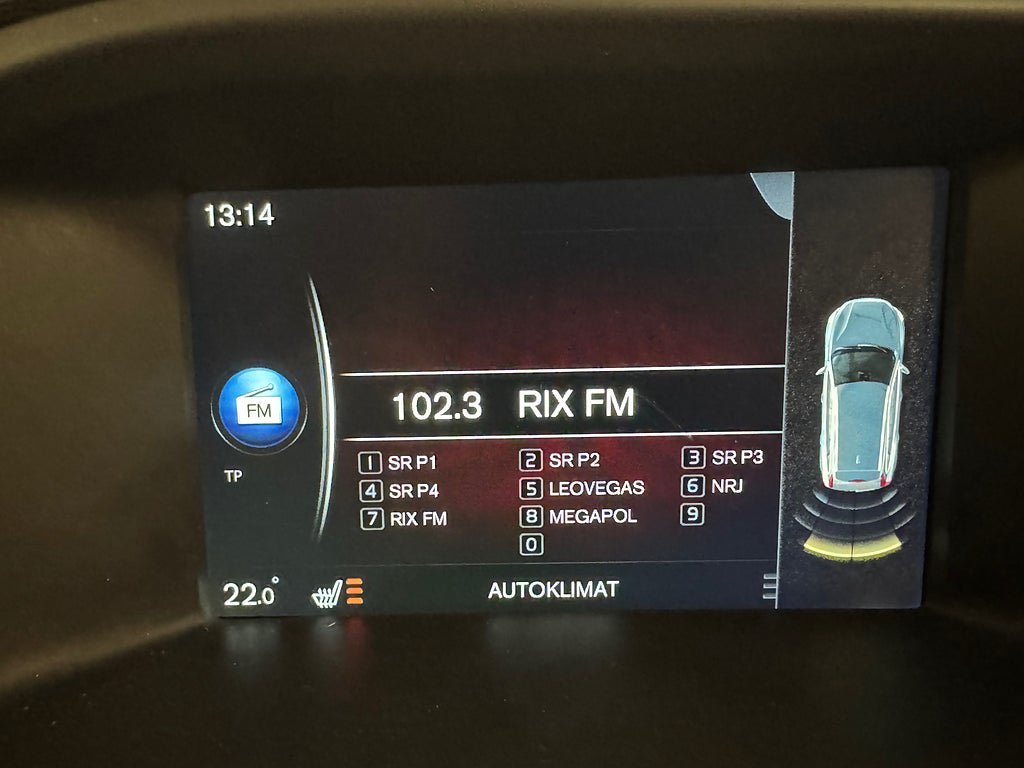 13:14
FM
TP
102.3 RIX FM
1 SR P1 2 SR P2 3 SR P3
4 SR P4 5 LEOVEGAS 6 NRJ
7 RIX FM 8 MEGAPOL 9
0
22.0° AUTOKLIMAT